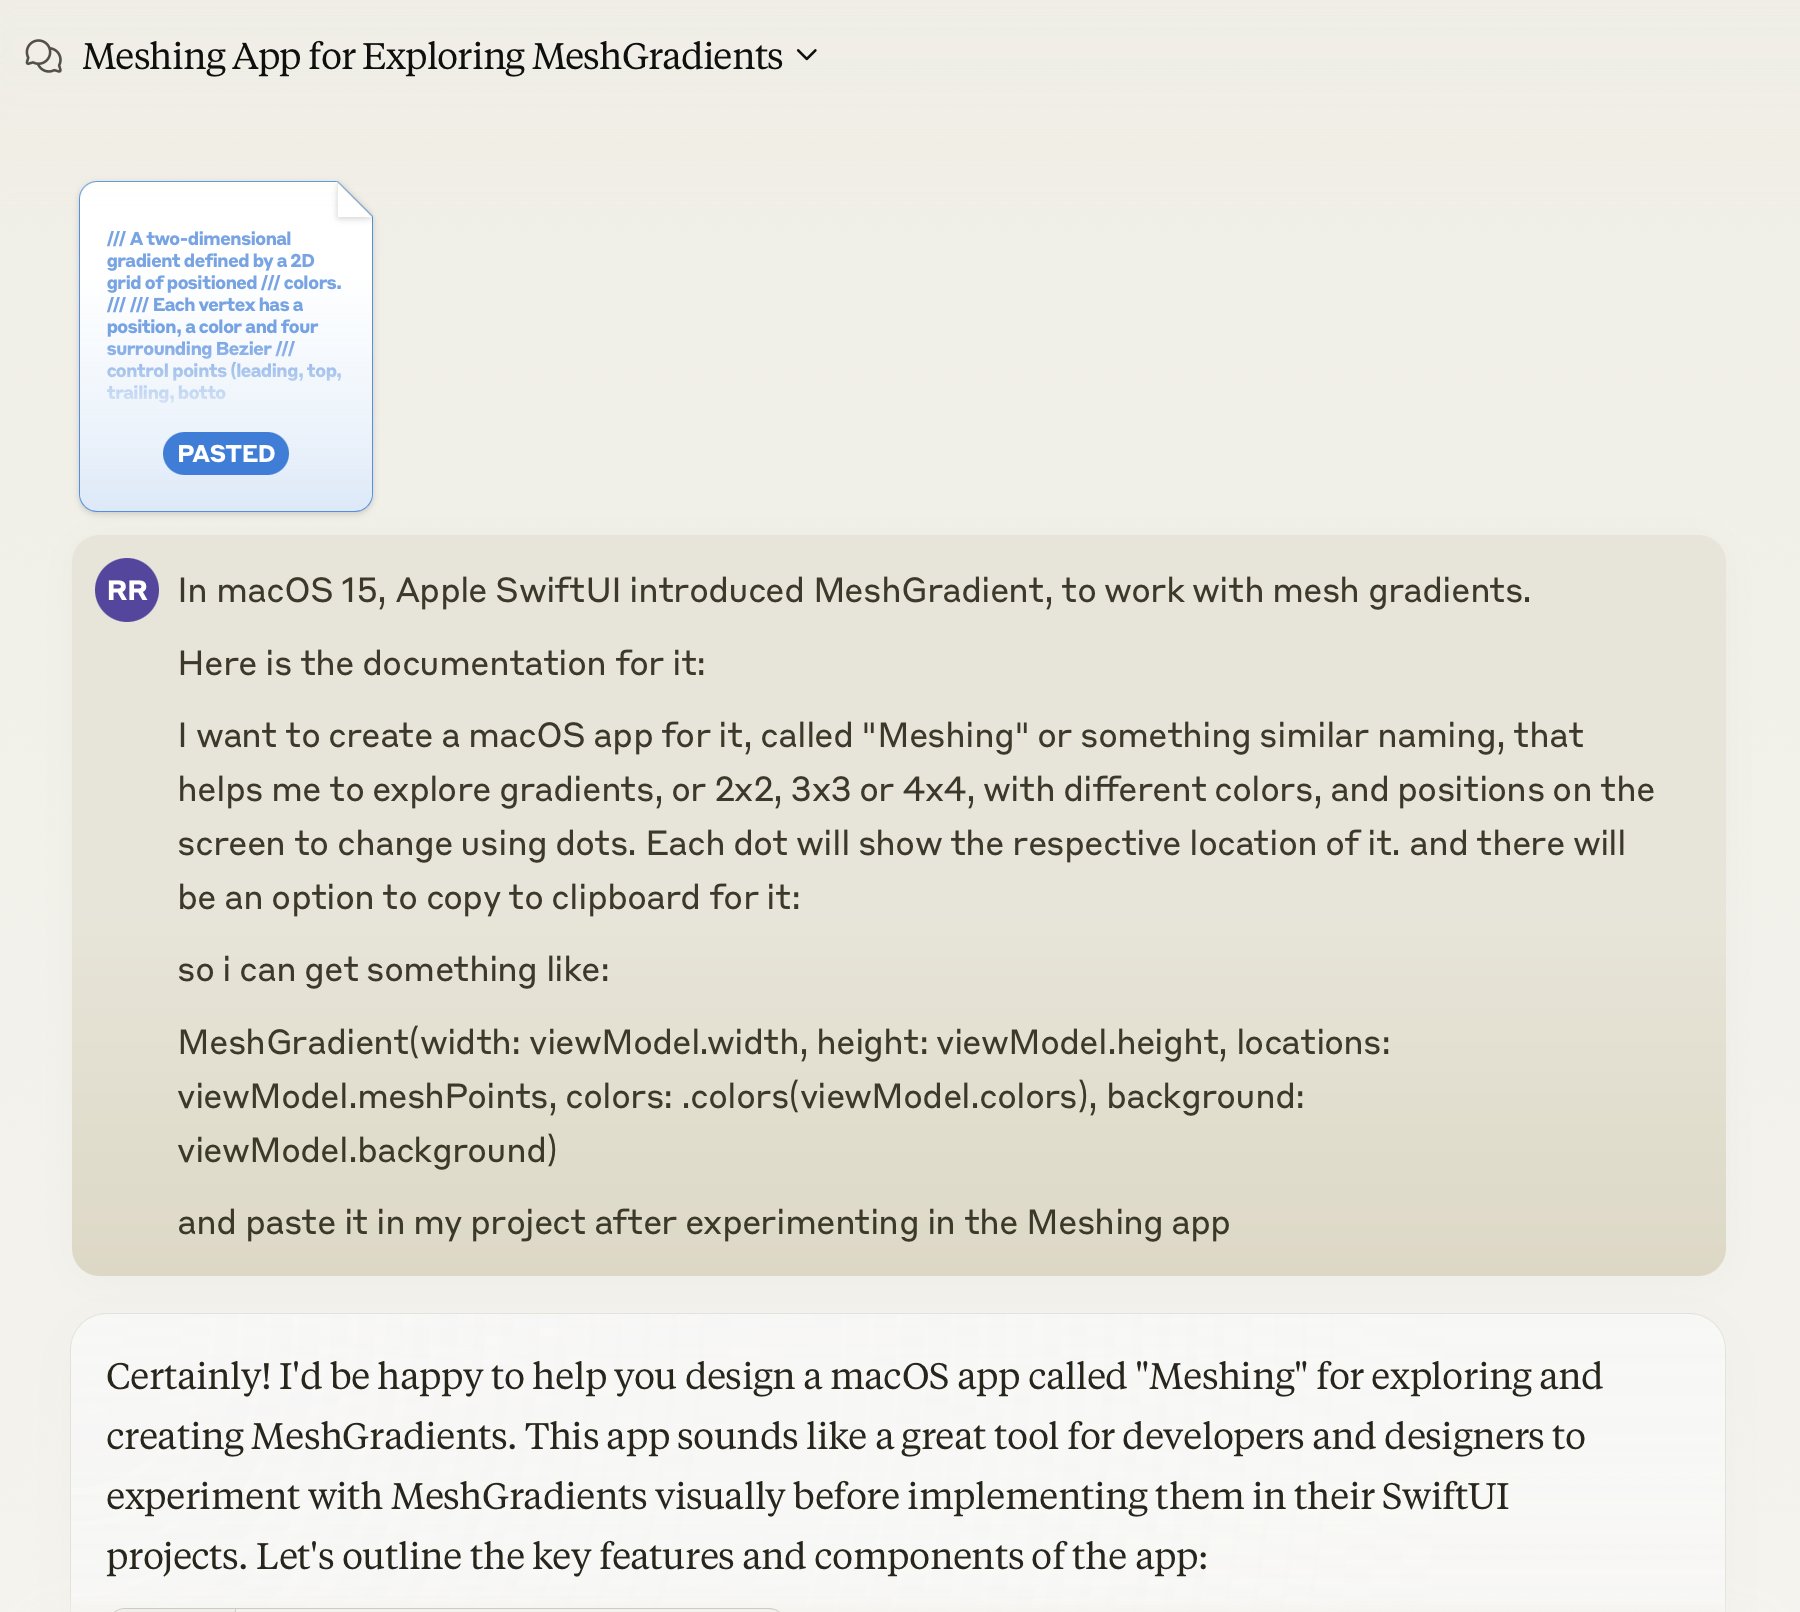 Meshing App for Exploring MeshGradients
/// A two-dimensional
gradient defined by a 2D
grid of positioned /// colors.
/// /// Each vertex has a
position, a color and four
surrounding Bezier ///
control points (leading, top,
trailing, botto
PASTED
RR
In macOS 15, Apple SwiftUI introduced MeshGradient, to work with mesh gradients.
Here is the documentation for it:
I want to create a macOS app for it, called "Meshing" or something similar naming, that
helps me to explore gradients, or 2x2, 3x3 or 4x4, with different colors, and positions on the
screen to change using dots. Each dot will show the respective location of it. and there will
be an option to copy to clipboard for it:
so i can get something like:
MeshGradient(width: viewModel.width, height: viewModel.height, locations:
viewModel.meshPoints, colors: .colors(viewModel.colors), background:
viewModel.background)
and paste it in my project after experimenting in the Meshing app
Certainly! I'd be happy to help you design a macOS app called "Meshing" for exploring and
creating MeshGradients. This app sounds like a great tool for developers and designers to
experiment with MeshGradients visually before implementing them in their SwiftUI
projects. Let's outline the key features and components of the app: